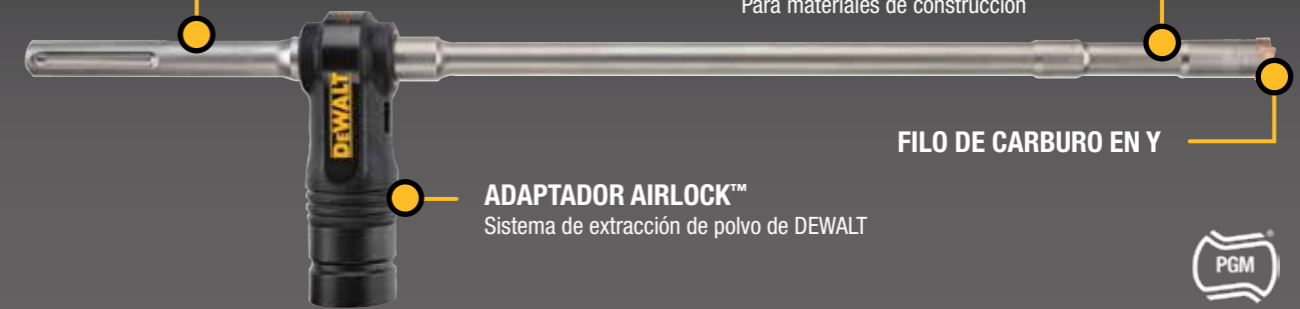 Para materiales de construcción
DEWALT
FILO DE CARBURO EN Y
ADAPTADOR AIRLOCK™
Sistema de extracción de polvo de DEWALT
PGM